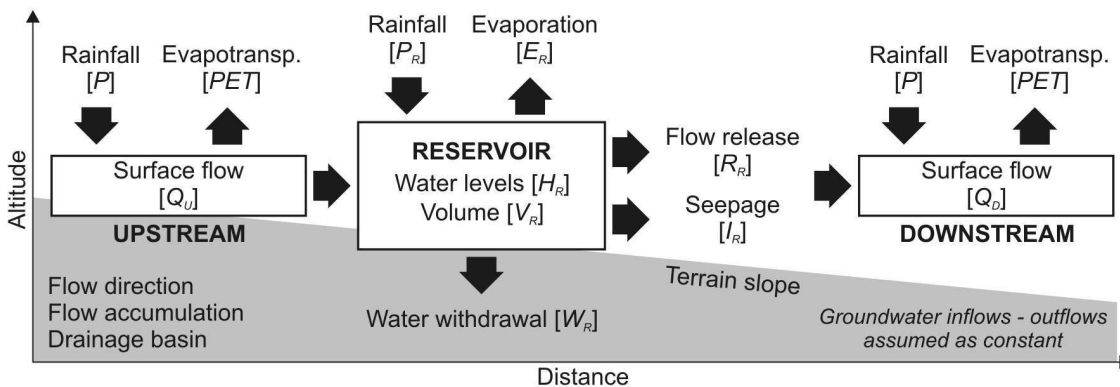 Rainfall
[P]
Evapotransp.
[PET]
Rainfall
[P_R]
Evaporation
[E_R]
Rainfall
[P]
Evapotransp.
[PET]
Surface flow
[Q_U]
UPSTREAM
RESERVOIR
Water levels [H_R]
Volume [V_R]
Flow release
[R_R]
Seepage
[I_R]
Surface flow
[Q_D]
DOWNSTREAM
Altitude
Terrain slope
Flow direction
Flow accumulation
Drainage basin
Water withdrawal [W_R]
Groundwater inflows - outflows
assumed as constant
Distance